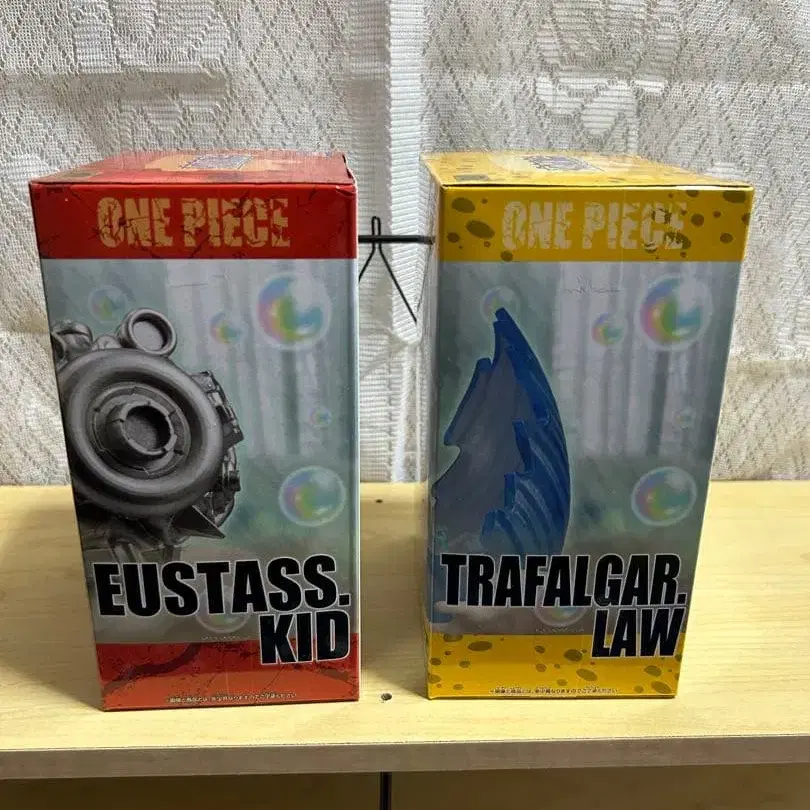 ONE PIECE
EUSTASS.
KID
ONE PIECE
TRAFALGAR.
LAW